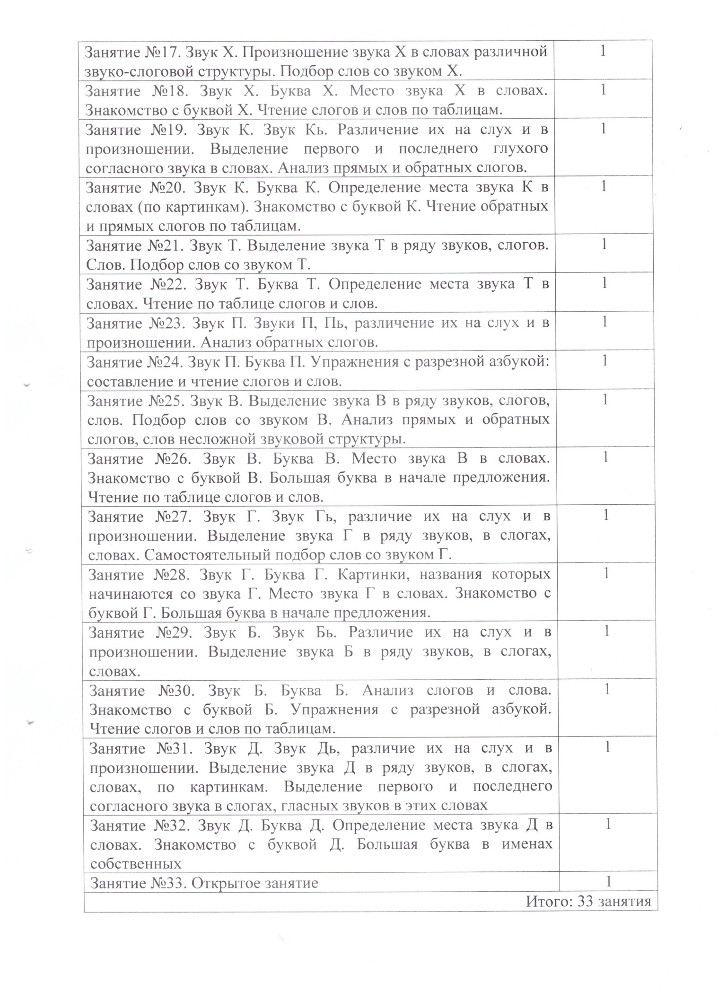 Занятие №17. Звук Х. Произношение звука Х в словах различной 1
звуко-слоговой структуры. Подбор слов со звуком Х.
Занятие №18. Звук Х. Буква Х. Место звука Х в словах. 1
Знакомство с буквой Х. Чтение слогов и слов по таблицам.
Занятие №19. Звук К. Звук Кь. Различение их на слух и в 1
произношении. Выделение первого и последнего глухого
согласного звука в словах. Анализ прямых и обратных слогов.
Занятие №20. Звук К. Буква К. Определение места звука К в 1
словах (по картинкам). Знакомство с буквой К. Чтение обратных
и прямых слогов по таблицам.
Занятие №21. Звук Т. Выделение звука Т в ряду звуков, слогов. 1
Слов. Подбор слов со звуком Т.
Занятие №22. Звук Т. Буква Т. Определение места звука Т в 1
словах. Чтение по таблице слогов и слов.
Занятие №23. Звук П. Звуки П, Пь, различение их на слух и в 1
произношении. Анализ обратных слогов.
Занятие №24. Звук П. Буква П. Упражнения с разрезной азбукой: 1
составление и чтение слогов и слов.
Занятие №25. Звук В. Выделение звука В в ряду звуков, слогов, 1
слов. Подбор слов со звуком В. Анализ прямых и обратных
слогов, слов несложной звуковой структуры.
Занятие №26. Звук В. Буква В. Место звука В в словах. 1
Знакомство с буквой В. Большая буква в начале предложения.
Чтение по таблице слогов и слов.
Занятие №27. Звук Г. Звук Гь, различие их на слух и в 1
произношении. Выделение звука Г в ряду звуков, в слогах,
словах. Самостоятельный подбор слов со звуком Г.
Занятие №28. Звук Г. Буква Г. Картинки, названия которых 1
начинаются со звука Г. Место звука Г в словах. Знакомство с
буквой Г. Большая буква в начале предложения.
Занятие №29. Звук Б. Звук Бь. Различие их на слух и в 1
произношении. Выделение звука Б в ряду звуков, в слогах,
словах.
Занятие №30. Звук Б. Буква Б. Анализ слогов и слова. 1
Знакомство с буквой Б. Упражнения с разрезной азбукой.
Чтение слогов и слов по таблицам.
Занятие №31. Звук Д. Звук Дь, различие их на слух и в 1
произношении. Выделение звука Д в ряду звуков, в слогах,
словах, по картинкам. Выделение первого и последнего
согласного звука в слогах, гласных звуков в этих словах
Занятие №32. Звук Д. Буква Д. Определение места звука Д в 1
словах. Знакомство с буквой Д. Большая буква в именах
собственных
Занятие №33. Открытое занятие 1
Итого: 33 занятия